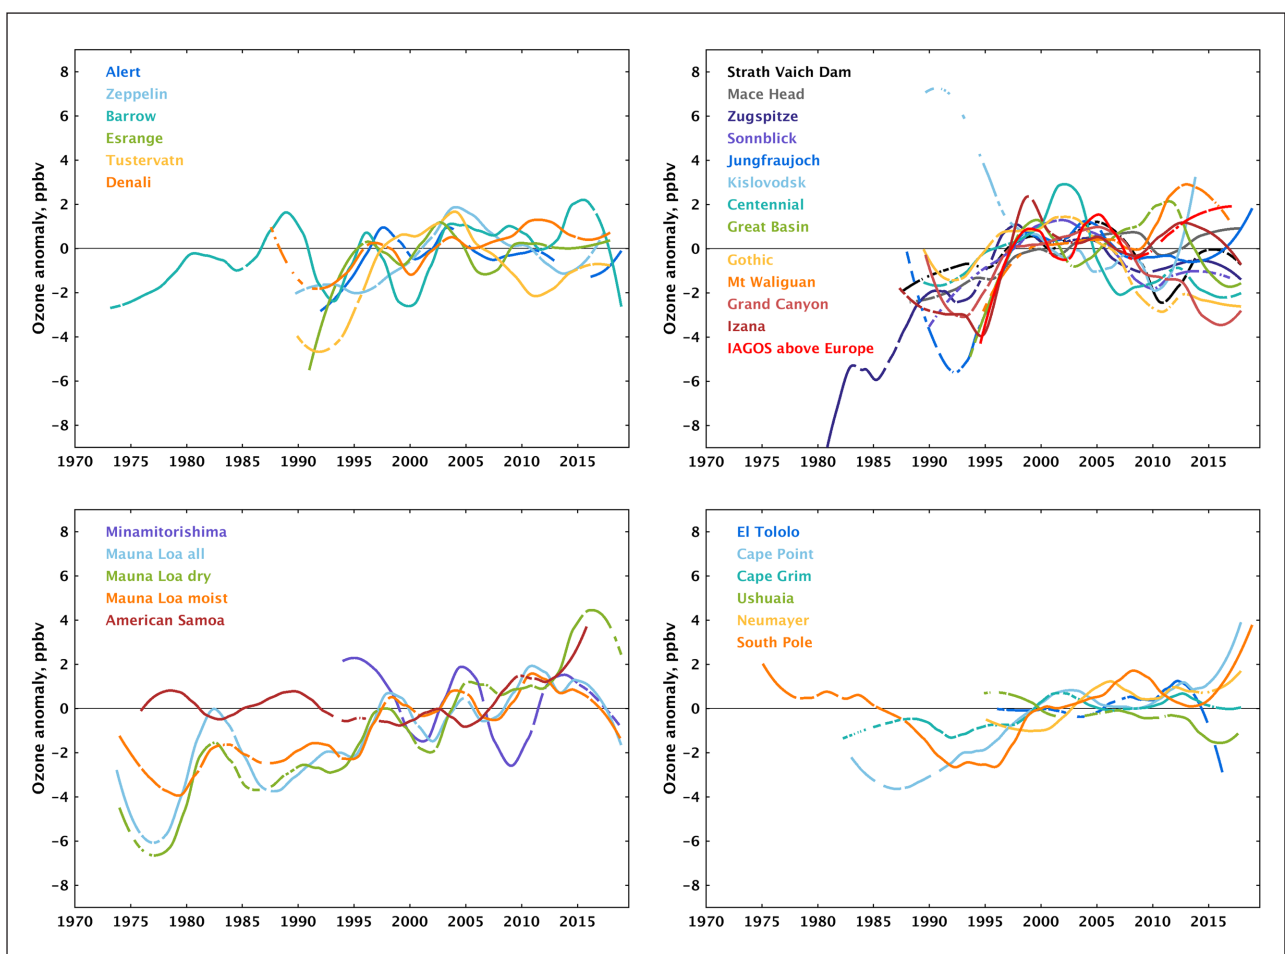 Ozone anomaly, ppbv
8
6
4
2
0
−2
−4
−6
−8
Alert
Zeppelin
Barrow
Esrange
Tustervatn
Denali
1970 1975 1980 1985 1990 1995 2000 2005 2010 2015
Ozone anomaly, ppbv
8
6
4
2
0
−2
−4
−6
−8
Strath Vaich Dam
Mace Head
Zugspitze
Sonnblick
Jungfraujoch
Kislovodsk
Centennial
Great Basin
Gothic
Mt Waliguan
Grand Canyon
Izana
IAGOS above Europe
1970 1975 1980 1985 1990 1995 2000 2005 2010 2015
Ozone anomaly, ppbv
8
6
4
2
0
−2
−4
−6
−8
Minamitorishima
Mauna Loa all
Mauna Loa dry
Mauna Loa moist
American Samoa
1970 1975 1980 1985 1990 1995 2000 2005 2010 2015
Ozone anomaly, ppbv
8
6
4
2
0
−2
−4
−6
−8
El Tololo
Cape Point
Cape Grim
Ushuaia
Neumayer
South Pole
1970 1975 1980 1985 1990 1995 2000 2005 2010 2015